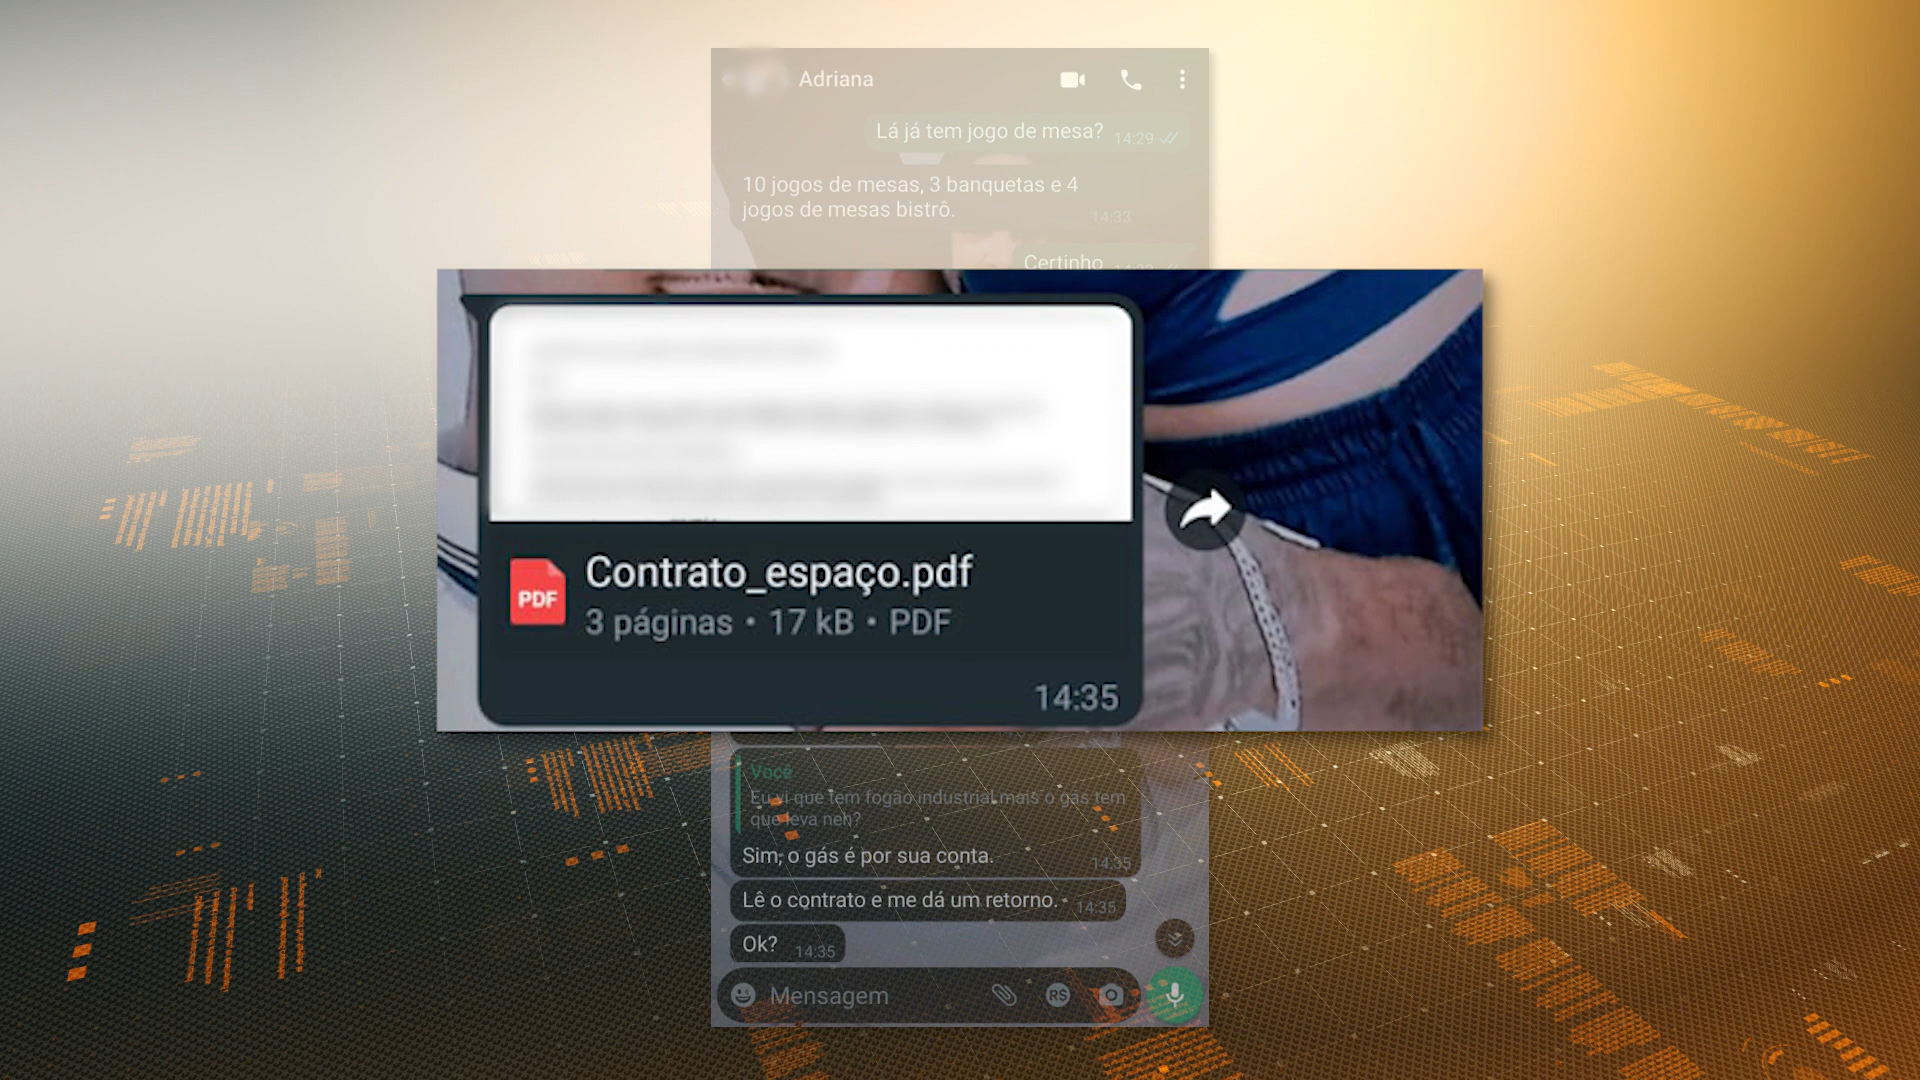 Adriana
Lá já tem jogo de mesa? 14:29
10 jogos de mesas, 3 banquetas e 4
jogos de mesas bistrô. 14:33
Certinho
Contrato_espaço.pdf
PDF
3 páginas • 17 kB • PDF
14:35
Você
Eu vi que tem fogão industrial mais o gás tem
que leva neh?
Sim, o gás é por sua conta. 14:35
Lê o contrato e me dá um retorno. 14:35
Ok? 14:35
Mensagem
R$